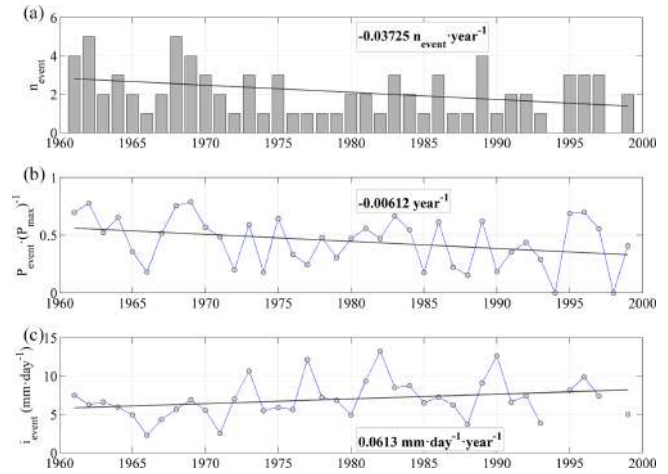 (a)
-0.03725 n_event·year^-1
n_event
6
4
2
0
1960 1965 1970 1975 1980 1985 1990 1995 2000
(b)
-0.00612 year^-1
P_event·(P_max)^-1
1
0.5
0
1960 1965 1970 1975 1980 1985 1990 1995 2000
(c)
i_event (mm·day^-1)
15
10
5
0
0.0613 mm·day^-1·year^-1
1960 1965 1970 1975 1980 1985 1990 1995 2000